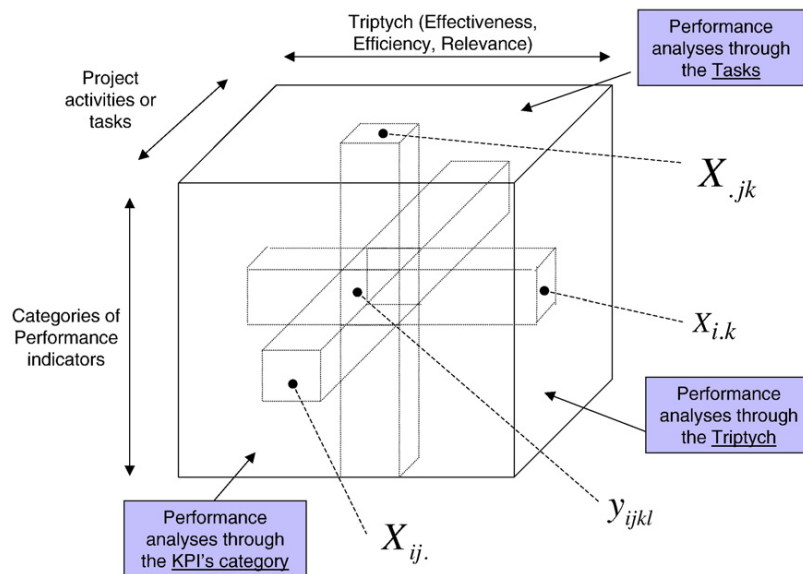 Triptych (Effectiveness,
Efficiency, Relevance)
Performance
analyses through
the Tasks
Project
activities or
tasks
X.jk
Categories of
Performance
indicators
Xi.k
Performance
analyses through
the Triptych
Performance
analyses through
the KPI's category
Xij.
yijkl